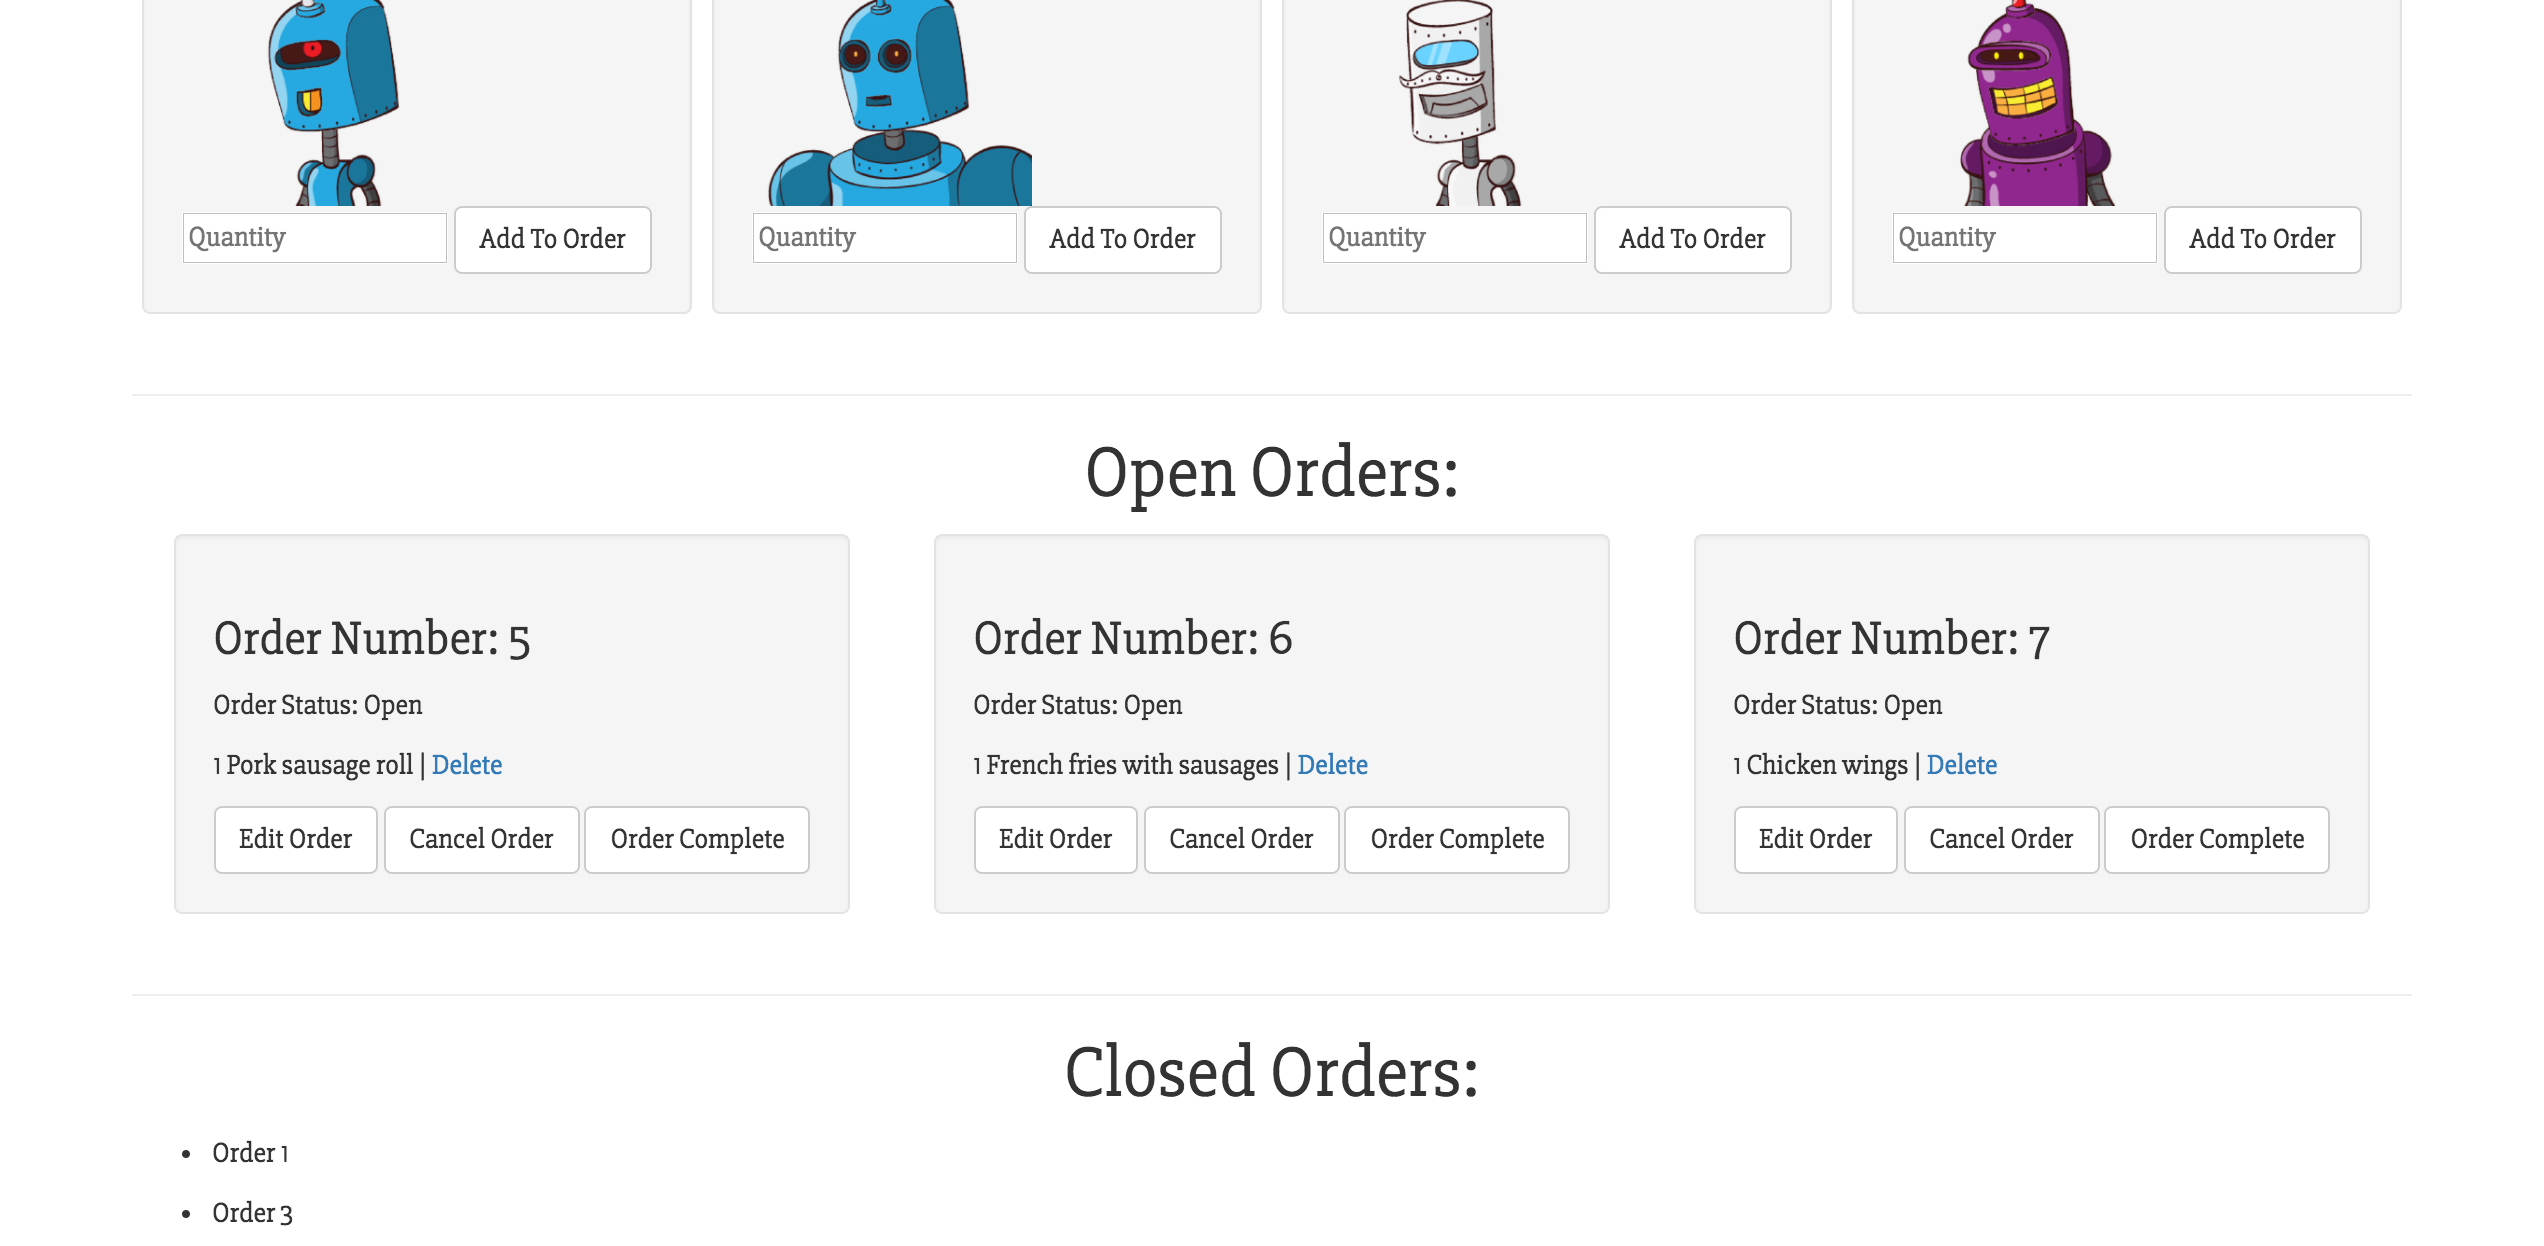 Quantity Add To Order Quantity Add To Order Quantity Add To Order Quantity Add To Order
Open Orders:
Order Number: 5
Order Status: Open
1 Pork sausage roll | Delete
Edit Order Cancel Order Order Complete
Order Number: 6
Order Status: Open
1 French fries with sausages | Delete
Edit Order Cancel Order Order Complete
Order Number: 7
Order Status: Open
1 Chicken wings | Delete
Edit Order Cancel Order Order Complete
Closed Orders:
• Order 1
• Order 3